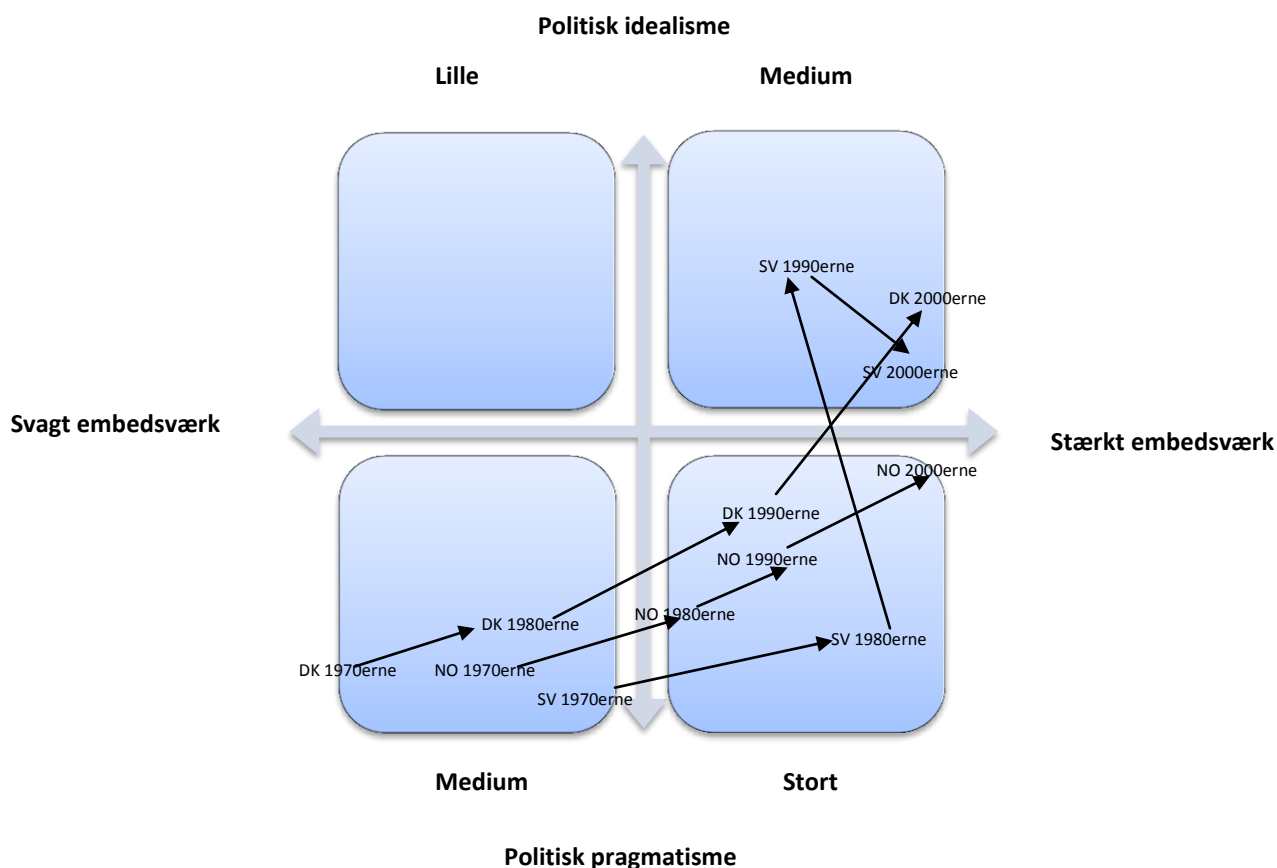 Politisk idealisme
Lille
Medium
SV 1990erne
DK 2000erne
SV 2000erne
Svagt embedsværk
Stærkt embedsværk
NO 2000erne
DK 1990erne
NO 1990erne
NO 1980erne
DK 1980erne
SV 1980erne
DK 1970erne
NO 1970erne
SV 1970erne
Medium
Stort
Politisk pragmatisme